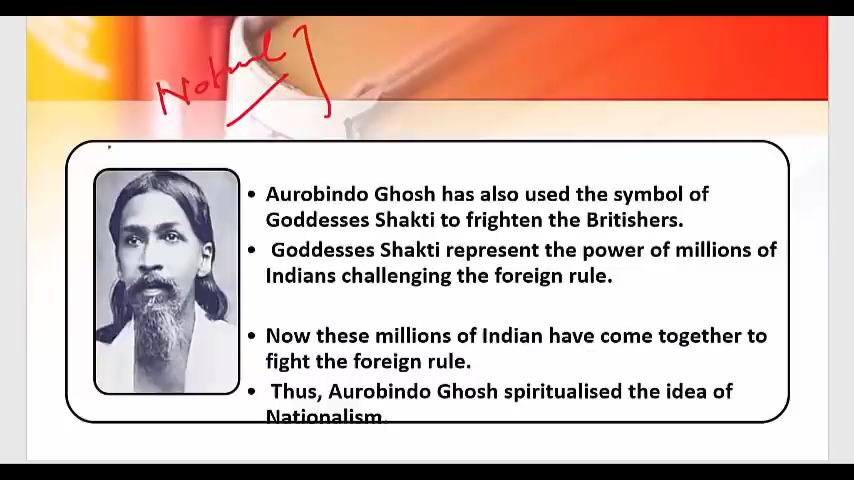 • Aurobindo Ghosh has also used the symbol of
Goddesses Shakti to frighten the Britishers.
• Goddesses Shakti represent the power of millions of
Indians challenging the foreign rule.
• Now these millions of Indian have come together to
fight the foreign rule.
• Thus, Aurobindo Ghosh spiritualised the idea of
Nationalism.